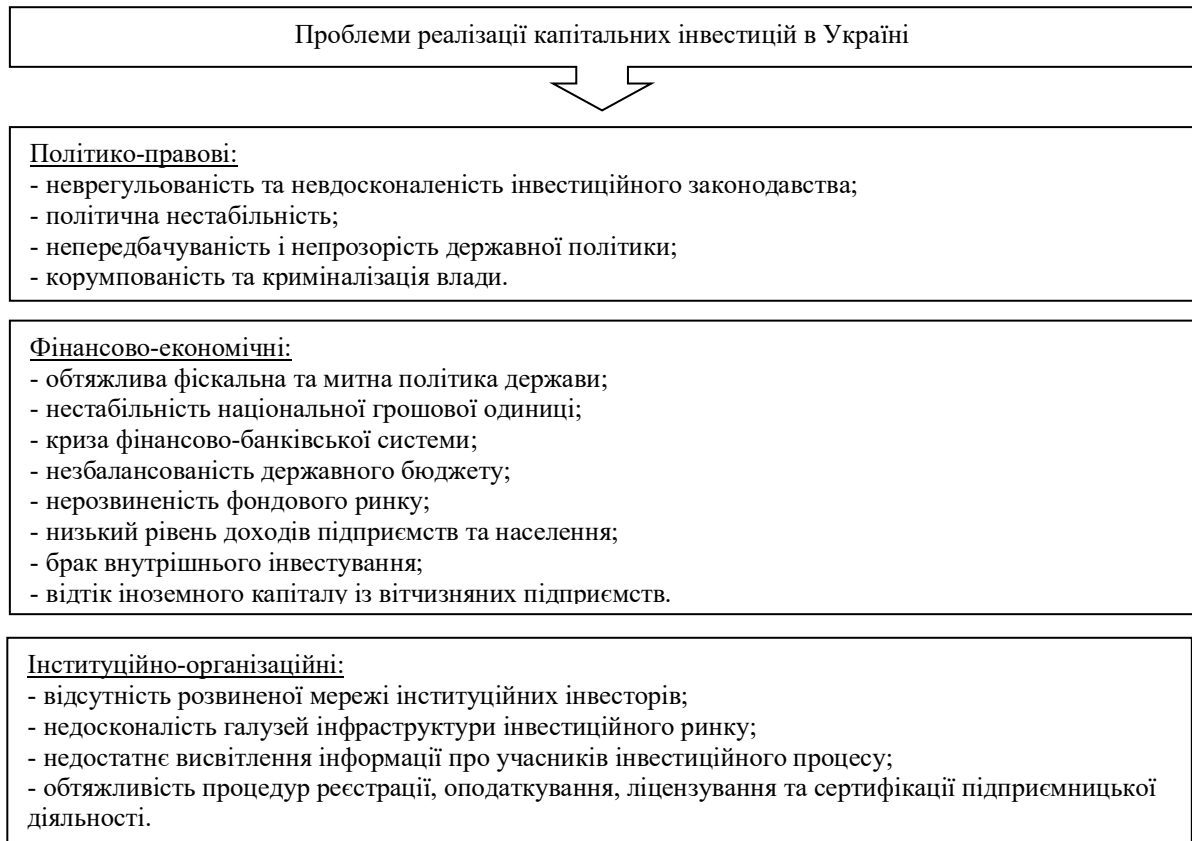 Проблеми реалізації капітальних інвестицій в Україні
Політико-правові:
- неврегульованість та невдосконаленість інвестиційного законодавства;
- політична нестабільність;
- непередбачуваність і непрозорість державної політики;
- корумпованість та криміналізація влади.
Фінансово-економічні:
- обтяжлива фіскальна та митна політика держави;
- нестабільність національної грошової одиниці;
- криза фінансово-банківської системи;
- незбалансованість державного бюджету;
- нерозвиненість фондового ринку;
- низький рівень доходів підприємств та населення;
- брак внутрішнього інвестування;
- відтік іноземного капіталу із вітчизняних підприємств.
Інституційно-організаційні:
- відсутність розвиненої мережі інституційних інвесторів;
- недосконалість галузей інфраструктури інвестиційного ринку;
- недостатнє висвітлення інформації про учасників інвестиційного процесу;
- обтяжливість процедур реєстрації, оподаткування, ліцензування та сертифікації підприємницької
діяльності.